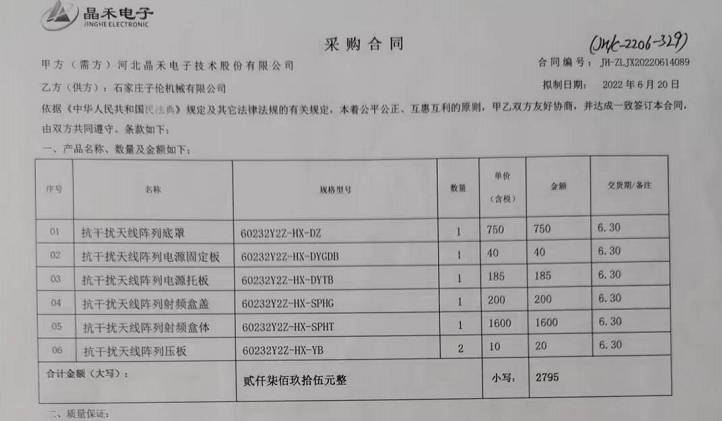 晶禾电子
JINGHE ELECTRONIC
采购合同
(JHK-2206-329)
甲方（需方）河北晶禾电子技术股份有限公司
合同编号：JH-ZLJX20220614089
乙方（供方）：石家庄子伦机械有限公司
拟制日期： 2022年6月20日
依据《中华人民共和国民法典》规定及其它法律法规的有关规定，本着公平公正、互惠互利的原则，甲乙双方友好协商，并达成一致签订本合同，
由双方共同遵守。条款如下：
一、产品名称、数量及金额如下：
序号 名称 规格型号 数量 单价（含税） 金额 交货期/备注
01 抗干扰天线阵列底罩 60232Y2Z-HX-DZ 1 750 750 6.30
02 抗干扰天线阵列电源固定板 60232Y2Z-HX-DYGDB 1 40 40 6.30
03 抗干扰天线阵列电源托板 60232Y2Z-HX-DYTB 1 185 185 6.30
04 抗干扰天线阵列射频盒盖 60232Y2Z-HX-SPHG 1 200 200 6.30
05 抗干扰天线阵列射频盒体 60232Y2Z-HX-SPHT 1 1600 1600 6.30
06 抗干扰天线阵列压板 60232Y2Z-HX-YB 2 10 20 6.30
合计金额（大写）： 贰仟柒佰玖拾伍元整 小写： 2795
二、质量保证：